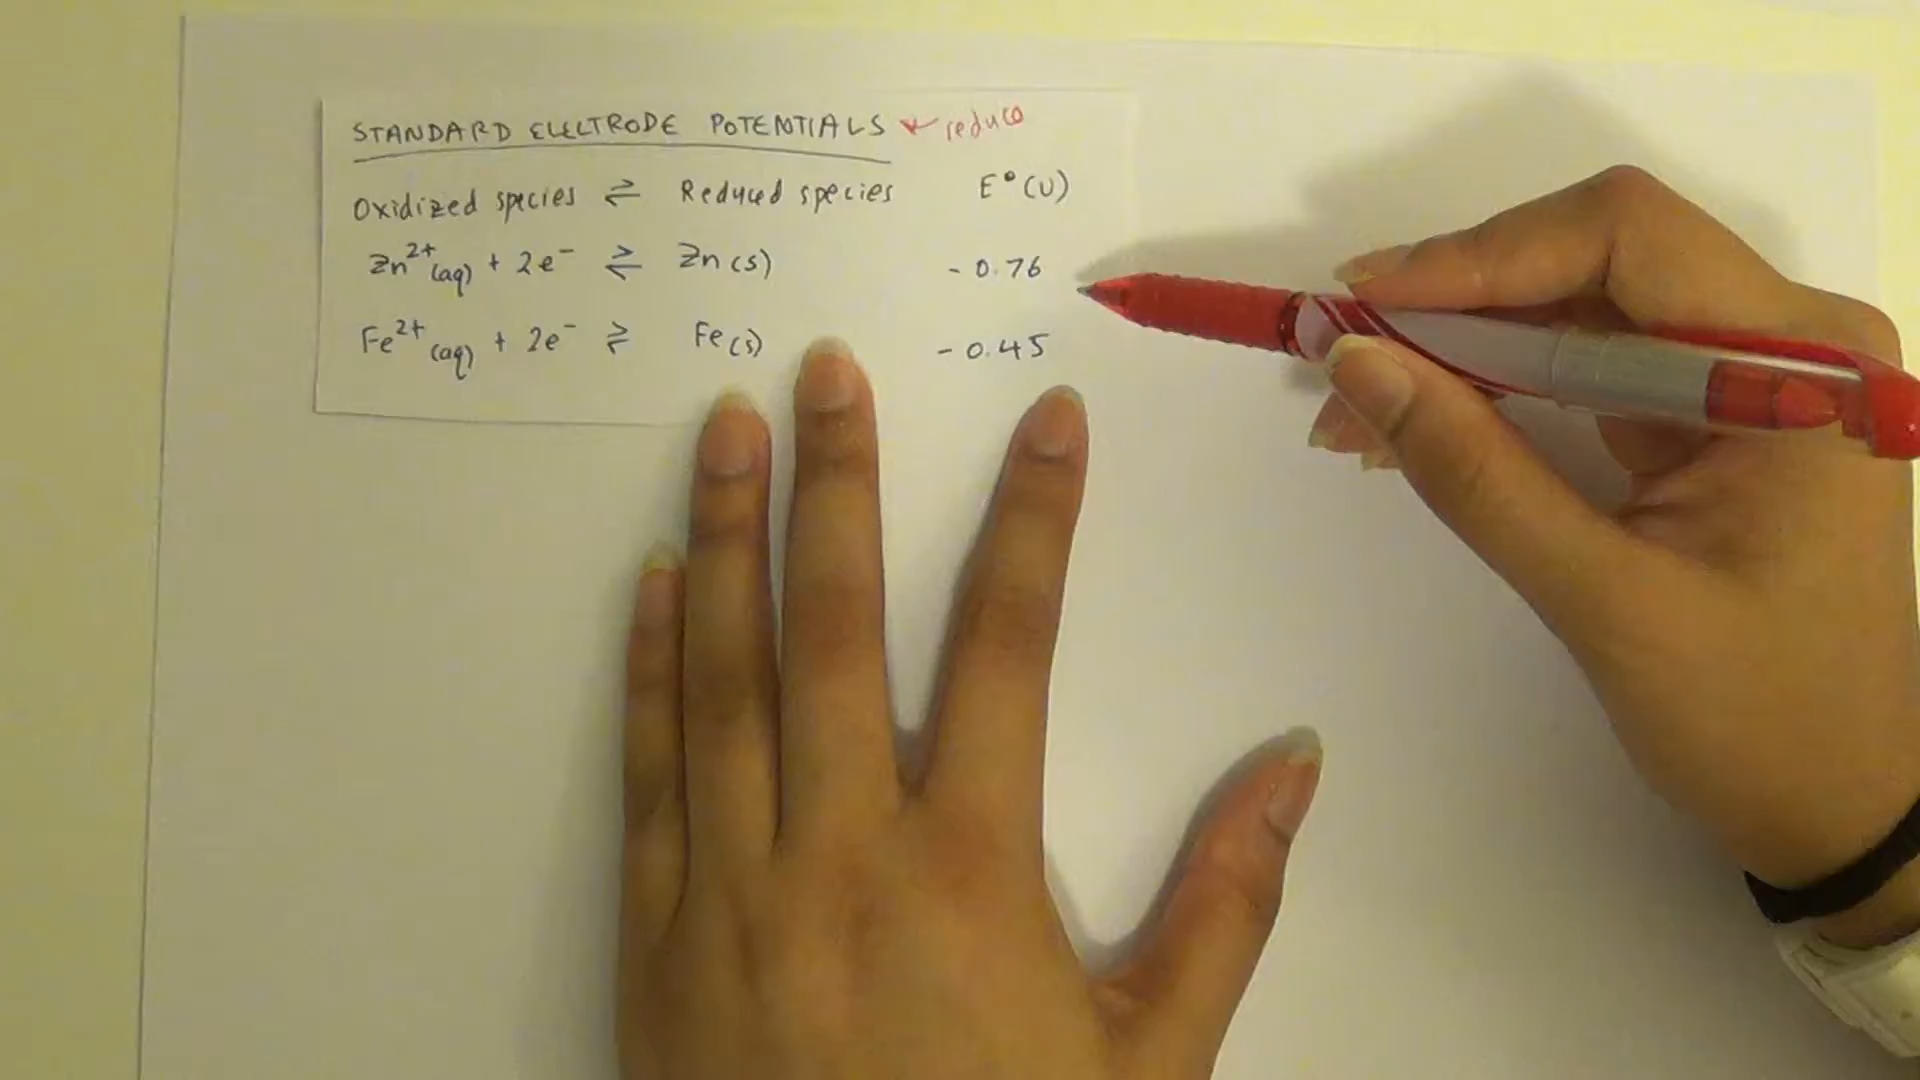 STANDARD ELECTRODE POTENTIALS ← reduce
Oxidized species ⇌ Reduced species E°(V)
Zn²⁺(aq) + 2e⁻ ⇌ Zn(s) - 0.76
Fe²⁺(aq) + 2e⁻ ⇌ Fe(s) - 0.45